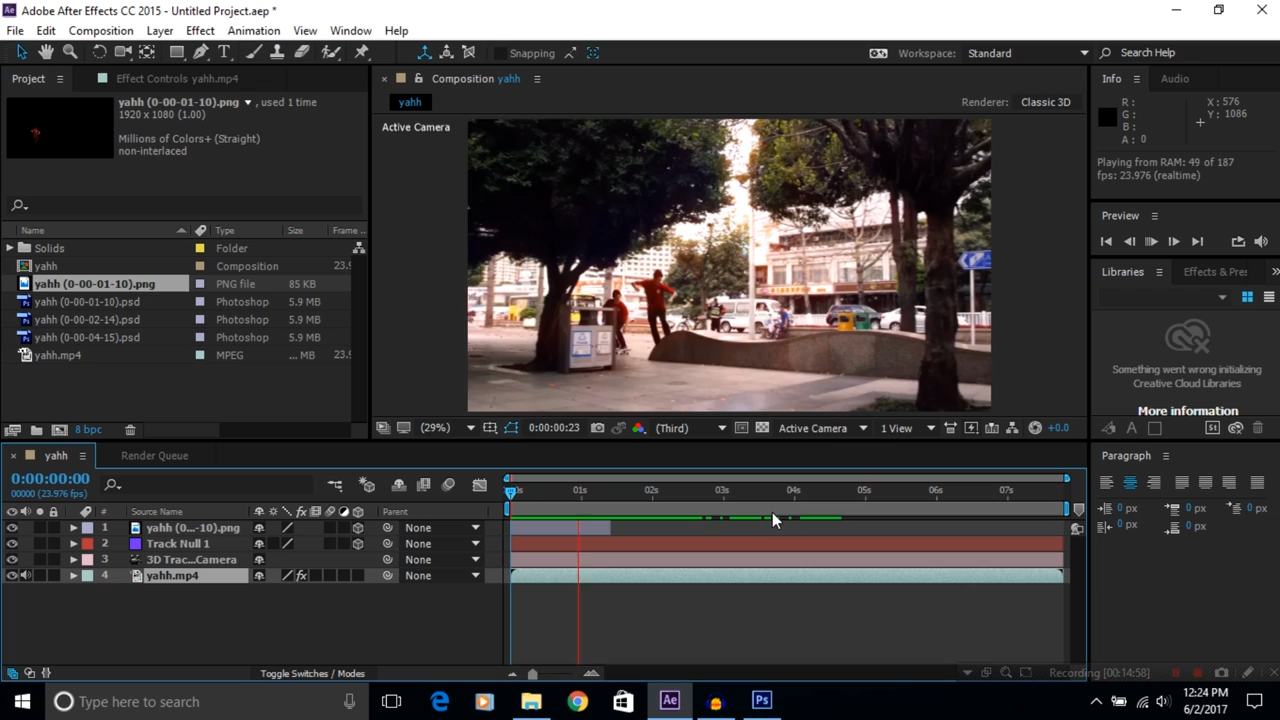 Adobe After Effects CC 2015 - Untitled Project.aep *
File Edit Composition Layer Effect Animation View Window Help
Snapping
Workspace: Standard
Search Help
Project
Effect Controls yahh.mp4
Composition yahh
Info
Audio
yahh (0-00-01-10).png ▼ , used 1 time
1920 x 1080 (1.00)
Millions of Colors+ (Straight)
non-interlaced
yahh
Renderer: Classic 3D
Active Camera
R :
G :
B :
A : 0
X : 576
Y : 1086
Playing from RAM: 49 of 187
fps: 23.976 (realtime)
Preview
Name Type Size Frame ...
Solids Folder
yahh Composition 23.9
yahh (0-00-01-10).png PNG file 85 KB
yahh (0-00-01-10).psd Photoshop 5.9 MB
yahh (0-00-02-14).psd Photoshop 5.9 MB
yahh (0-00-04-15).psd Photoshop 5.9 MB
yahh.mp4 MPEG ... MB 23.9
8 bpc
Libraries
Effects & Pres
Something went wrong initializing
Creative Cloud Libraries
More information
(29%) 0:00:00:23 (Third) Active Camera 1 View +0.0
yahh
Render Queue
0:00:00:00
00000 (23.976 fps)
# Source Name Parent
1 yahh (0...-10).png None
2 Track Null 1 None
3 3D Trac...Camera None
4 yahh.mp4 None
01s 02s 03s 04s 05s 06s 07s
Toggle Switches / Modes
Paragraph
0 px 0 px 0 px
0 px 0 px
Recording [00:14:58]
Type here to search
Ae
Ps
12:24 PM
6/2/2017